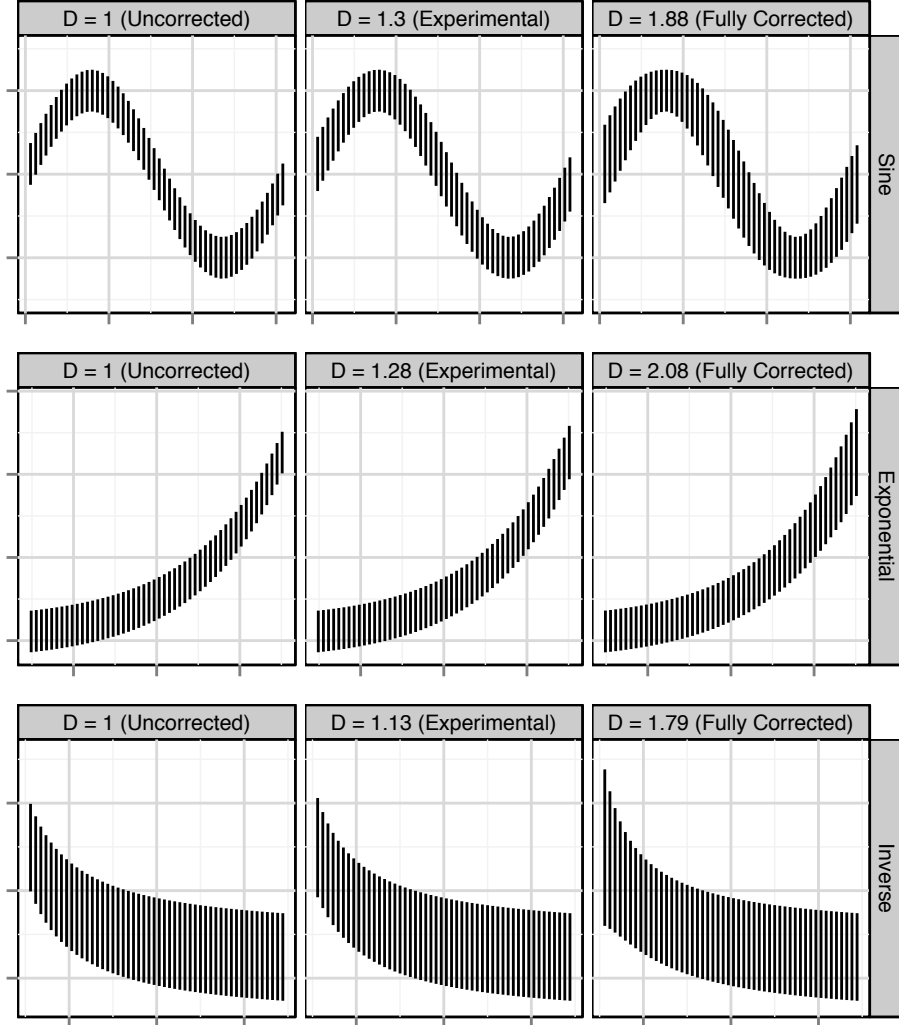 D = 1 (Uncorrected)
D = 1.3 (Experimental)
D = 1.88 (Fully Corrected)
Sine
D = 1 (Uncorrected)
D = 1.28 (Experimental)
D = 2.08 (Fully Corrected)
Exponential
D = 1 (Uncorrected)
D = 1.13 (Experimental)
D = 1.79 (Fully Corrected)
Inverse